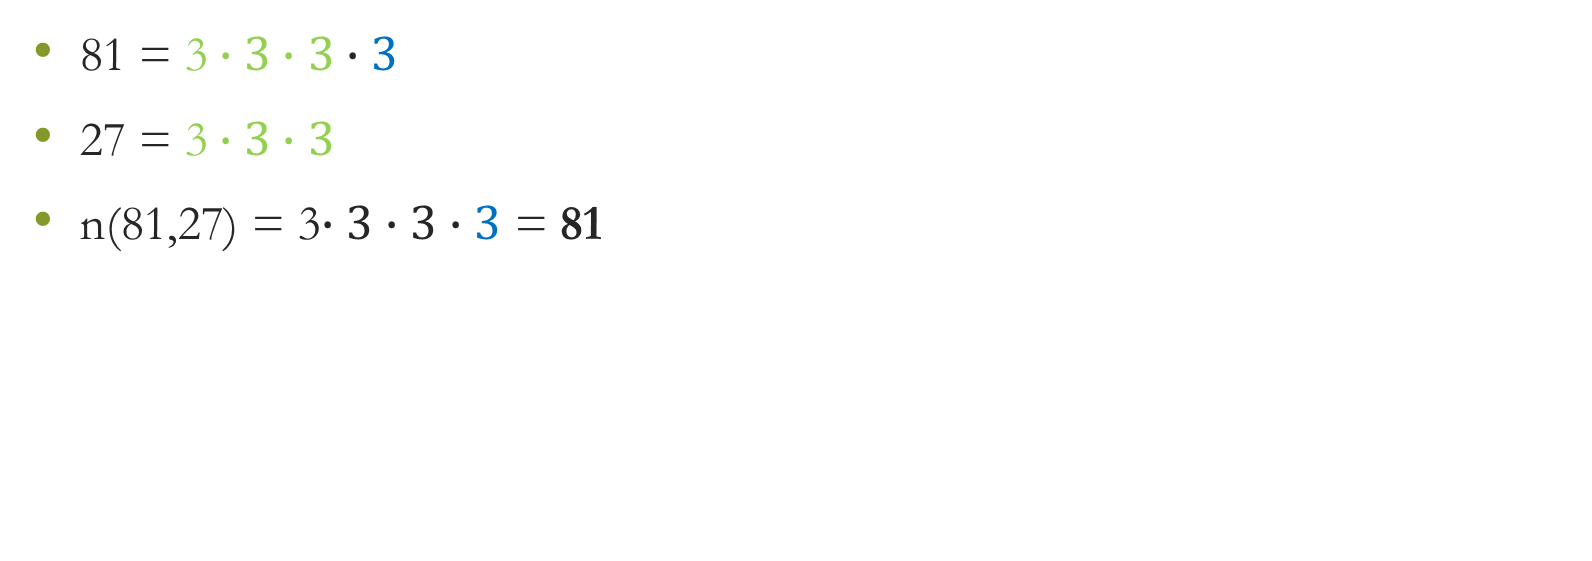 • 81 = 3 · 3 · 3 · 3
• 27 = 3 · 3 · 3
• n(81,27) = 3· 3 · 3 · 3 = 81